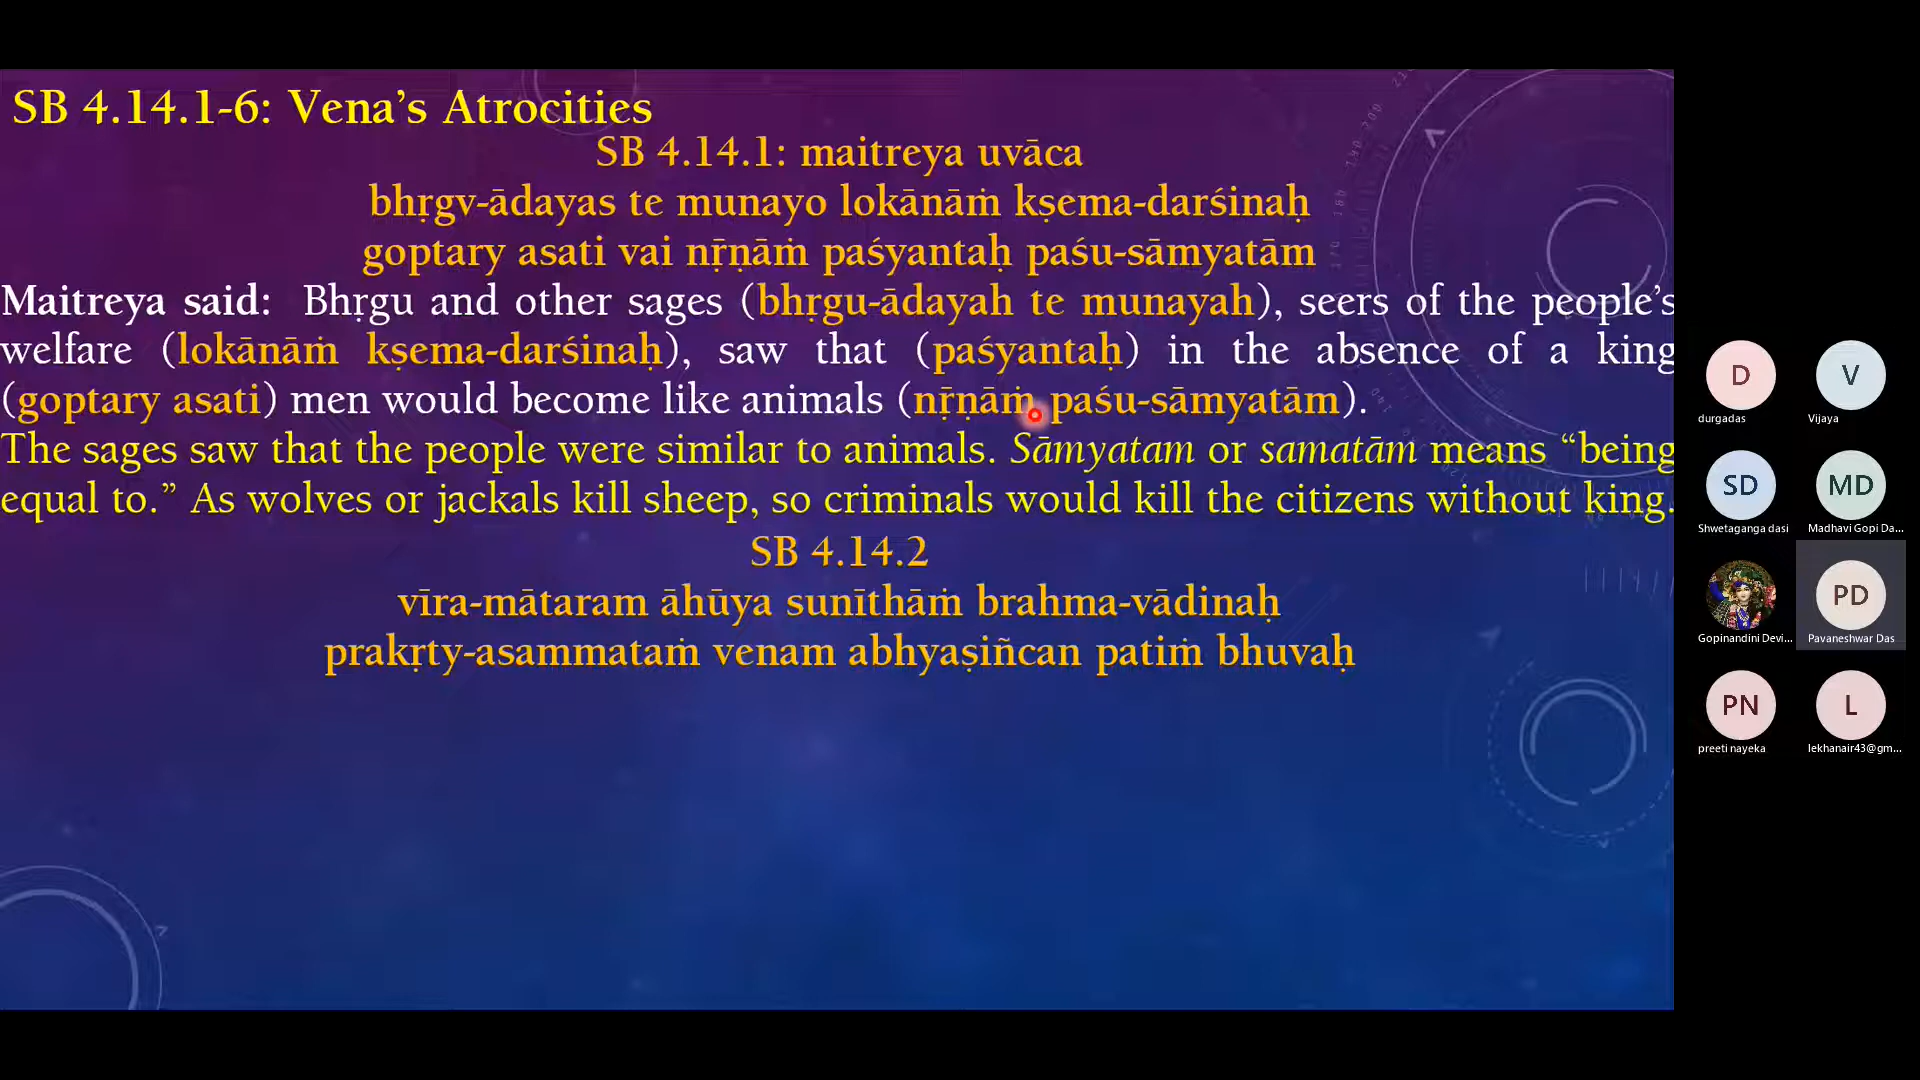 SB 4.14.1-6: Vena’s Atrocities
SB 4.14.1: maitreya uvāca
bhṛgv-ādayas te munayo lokānāṁ kṣema-darśinaḥ
goptary asati vai nṝṇāṁ paśyantaḥ paśu-sāmyatām
Maitreya said: Bhṛgu and other sages (bhṛgu-ādayah te munayah), seers of the people’s
welfare (lokānāṁ kṣema-darśinaḥ), saw that (paśyantaḥ) in the absence of a king
(goptary asati) men would become like animals (nṝṇāṁ paśu-sāmyatām).
The sages saw that the people were similar to animals. Sāmyatam or samatām means “being
equal to.” As wolves or jackals kill sheep, so criminals would kill the citizens without king.
SB 4.14.2
vīra-mātaram āhūya sunīthāṁ brahma-vādinaḥ
prakṛty-asammataṁ venam abhyaṣiñcan patiṁ bhuvaḥ
D
durgadas
V
Vijaya
SD
Shwetaganga dasi
MD
Madhavi Gopi Da...
Gopinandini Devi...
PD
Pavaneshwar Das
PN
preeti nayeka
L
lekhanair43@gm...